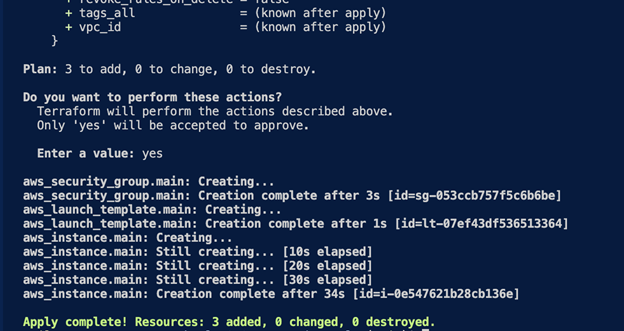 + revoke_rules_on_delete = false
+ tags_all               = (known after apply)
+ vpc_id                 = (known after apply)
}
Plan: 3 to add, 0 to change, 0 to destroy.
Do you want to perform these actions?
Terraform will perform the actions described above.
Only 'yes' will be accepted to approve.
Enter a value: yes
aws_security_group.main: Creating...
aws_security_group.main: Creation complete after 3s [id=sg-053ccb757f5c6b6be]
aws_launch_template.main: Creating...
aws_launch_template.main: Creation complete after 1s [id=lt-07ef43df536513364]
aws_instance.main: Creating...
aws_instance.main: Still creating... [10s elapsed]
aws_instance.main: Still creating... [20s elapsed]
aws_instance.main: Still creating... [30s elapsed]
aws_instance.main: Creation complete after 34s [id=i-0e547621b28cb136e]
Apply complete! Resources: 3 added, 0 changed, 0 destroyed.